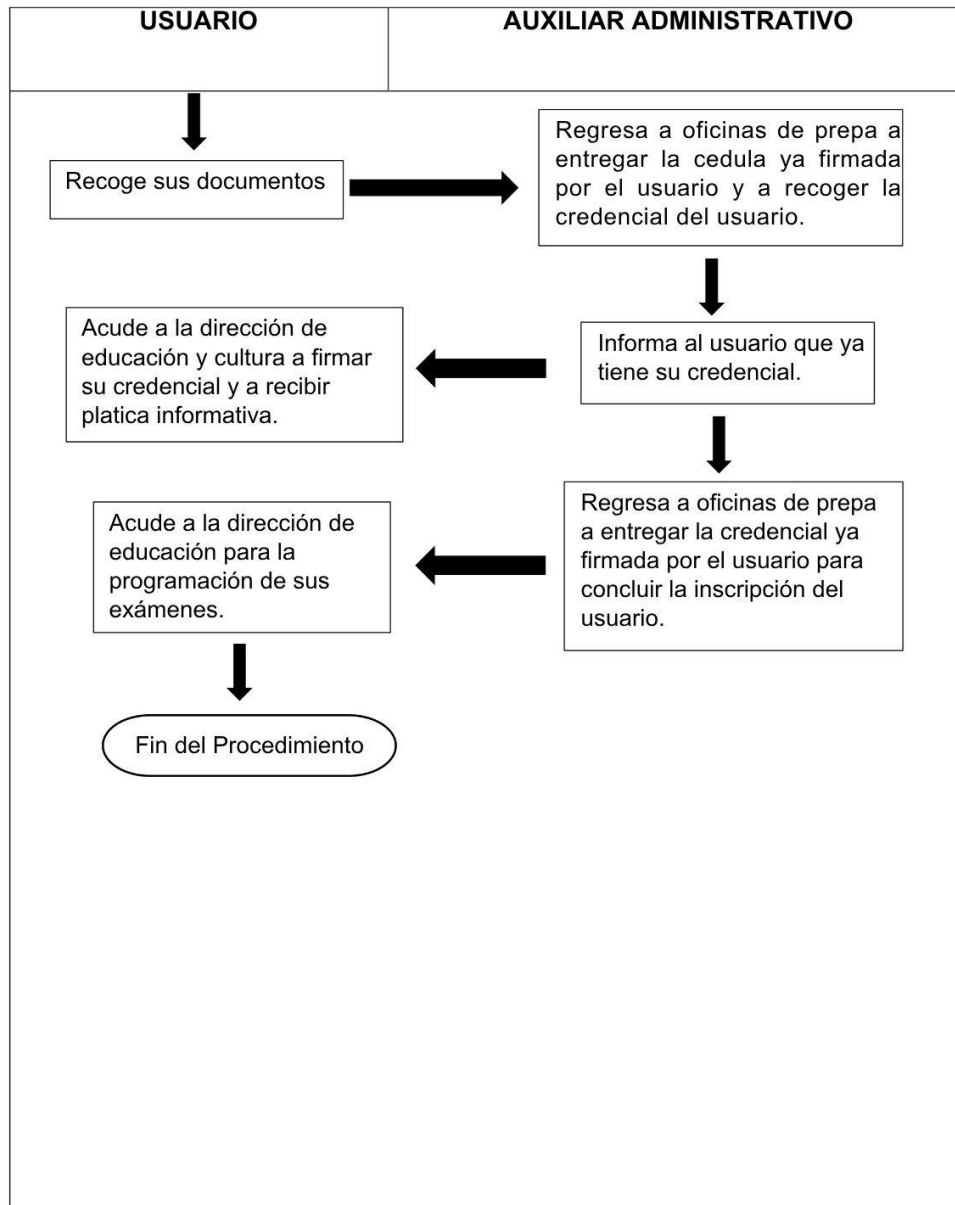 USUARIO
AUXILIAR ADMINISTRATIVO
Recoge sus documentos
Regresa a oficinas de prepa a
entregar la cedula ya firmada
por el usuario y a recoger la
credencial del usuario.
Acude a la dirección de
educación y cultura a firmar
su credencial y a recibir
platica informativa.
Informa al usuario que ya
tiene su credencial.
Acude a la dirección de
educación para la
programación de sus
exámenes.
Regresa a oficinas de prepa
a entregar la credencial ya
firmada por el usuario para
concluir la inscripción del
usuario.
Fin del Procedimiento